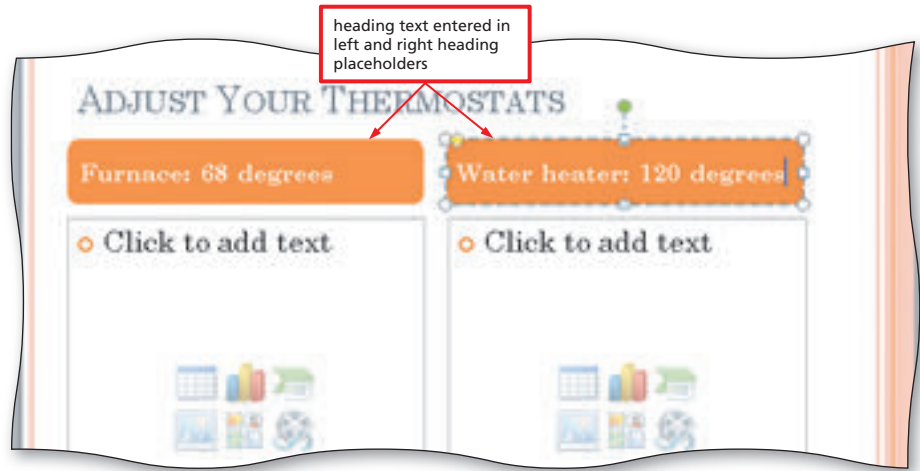 heading text entered in
left and right heading
placeholders
ADJUST YOUR THERMOSTATS
Furnace: 68 degrees
Water heater: 120 degrees
Click to add text
Click to add text